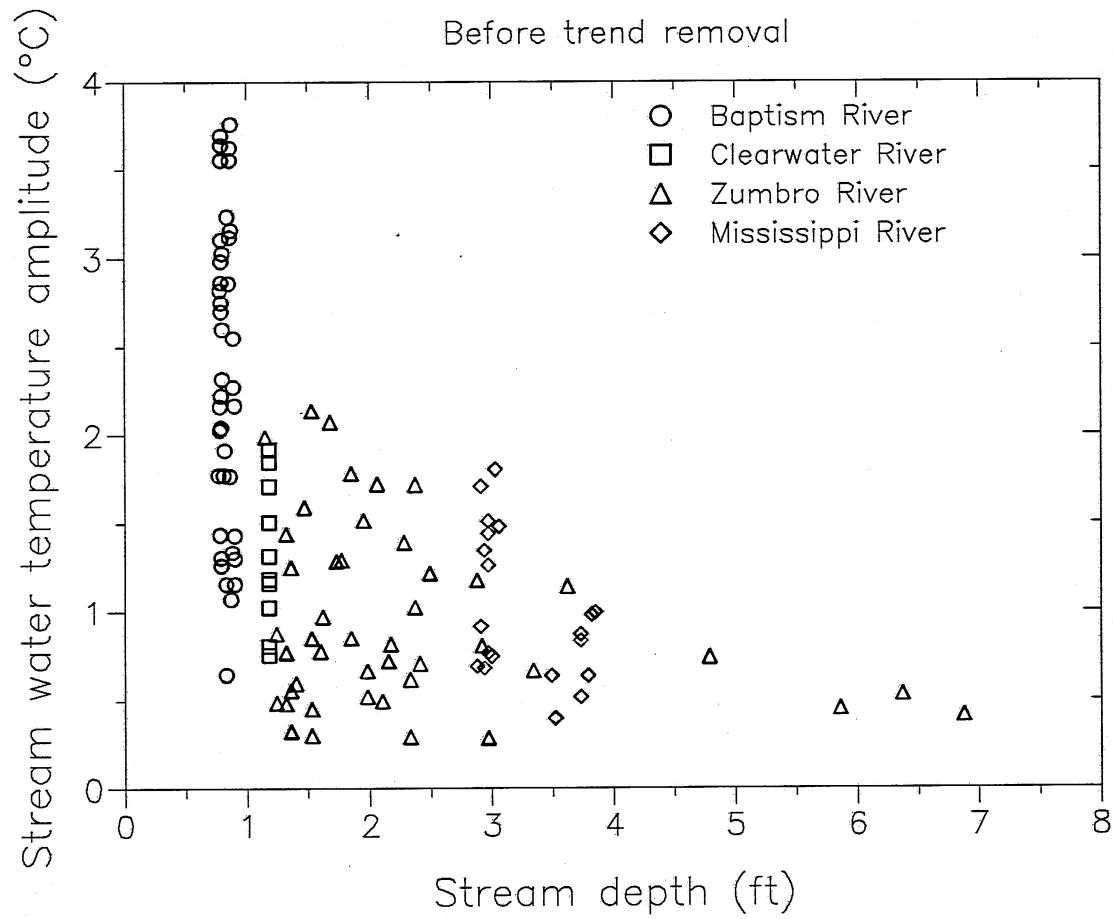 Before trend removal
Stream water temperature amplitude (°C)
4
3
2
1
0
Baptism River
Clearwater River
Zumbro River
Mississippi River
0 1 2 3 4 5 6 7 8
Stream depth (ft)